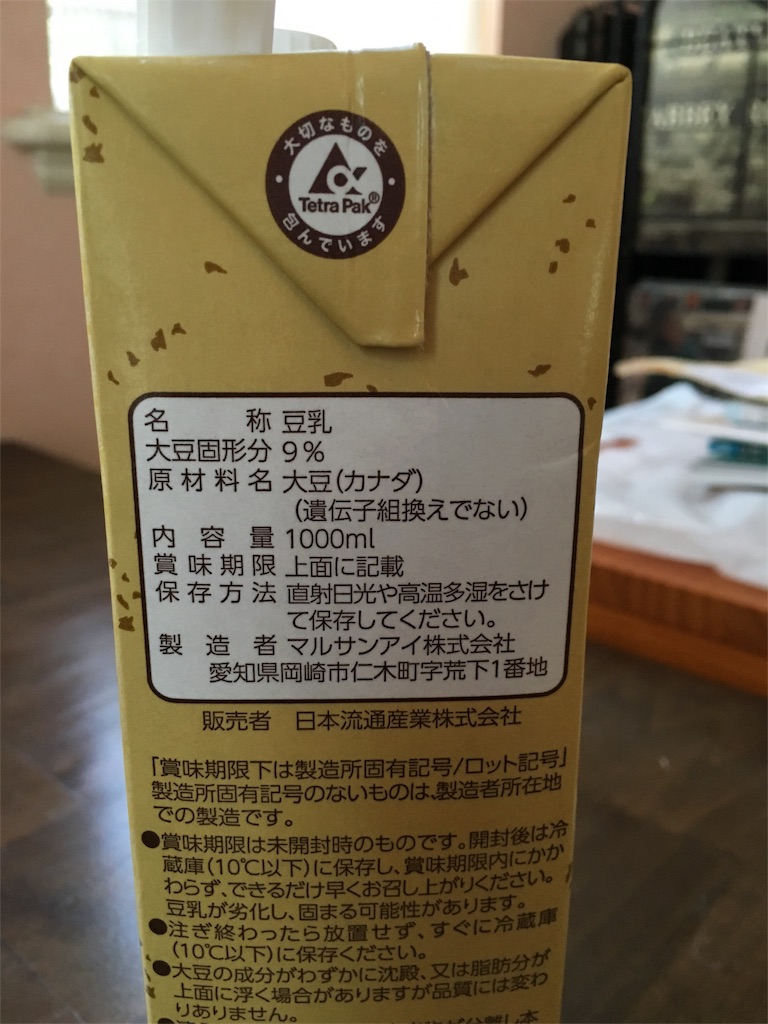 大切なものを
Tetra Pak®
包んでいます
名称 豆乳
大豆固形分 9%
原材料名 大豆(カナダ)
(遺伝子組換えでない)
内容量 1000ml
賞味期限 上面に記載
保存方法 直射日光や高温多湿をさけ
て保存してください。
製造者 マルサンアイ株式会社
愛知県岡崎市仁木町字荒下1番地
販売者 日本流通産業株式会社
「賞味期限下は製造所固有記号/ロット記号」
製造所固有記号のないものは、製造者所在地
での製造です。
●賞味期限は未開封時のものです。開封後は冷
蔵庫(10℃以下)に保存し、賞味期限内にかか
わらず、できるだけ早くお召し上がりください。
豆乳が劣化し、固まる可能性があります。
●注ぎ終わったら放置せず、すぐに冷蔵庫
(10℃以下)に保存ください。
●大豆の成分がわずかに沈殿、又は脂肪分が
上面に浮く場合がありますが品質には変わ
りありません。